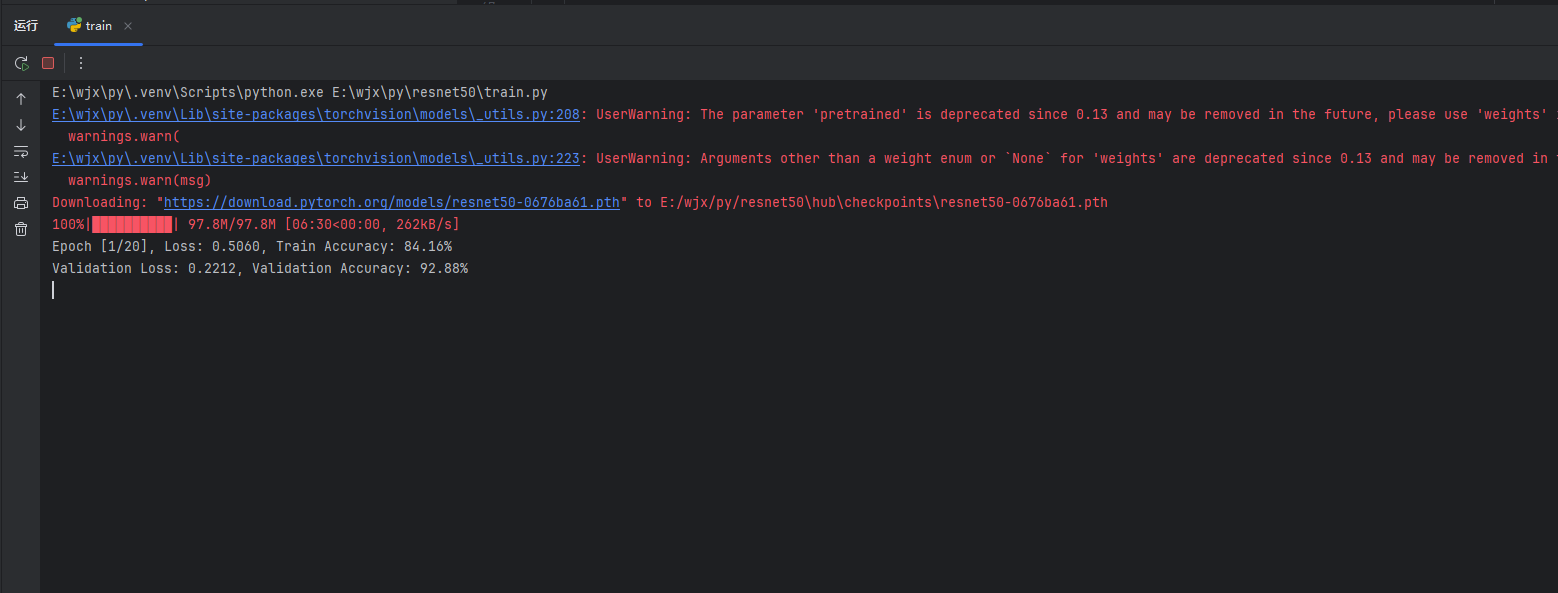 运行 train ×
E:\wjx\py\.venv\Scripts\python.exe E:\wjx\py\resnet50\train.py
E:\wjx\py\.venv\Lib\site-packages\torchvision\models\_utils.py:208: UserWarning: The parameter 'pretrained' is deprecated since 0.13 and may be removed in the future, please use 'weights'
warnings.warn(
E:\wjx\py\.venv\Lib\site-packages\torchvision\models\_utils.py:223: UserWarning: Arguments other than a weight enum or `None` for 'weights' are deprecated since 0.13 and may be removed in
warnings.warn(msg)
Downloading: "https://download.pytorch.org/models/resnet50-0676ba61.pth" to E:/wjx/py/resnet50\hub\checkpoints\resnet50-0676ba61.pth
100%|██████████| 97.8M/97.8M [06:30<00:00, 262kB/s]
Epoch [1/20], Loss: 0.5060, Train Accuracy: 84.16%
Validation Loss: 0.2212, Validation Accuracy: 92.88%